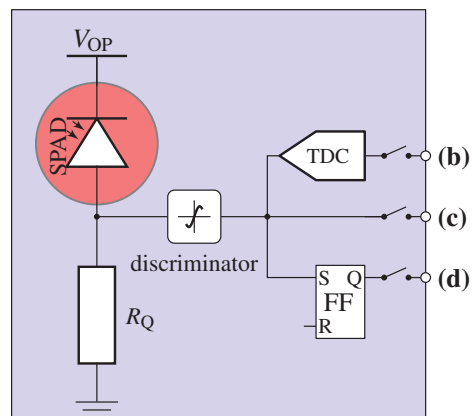 V_OP
SPAD
TDC
(b)
(c)
discriminator
S Q
(d)
FF
R
R_Q